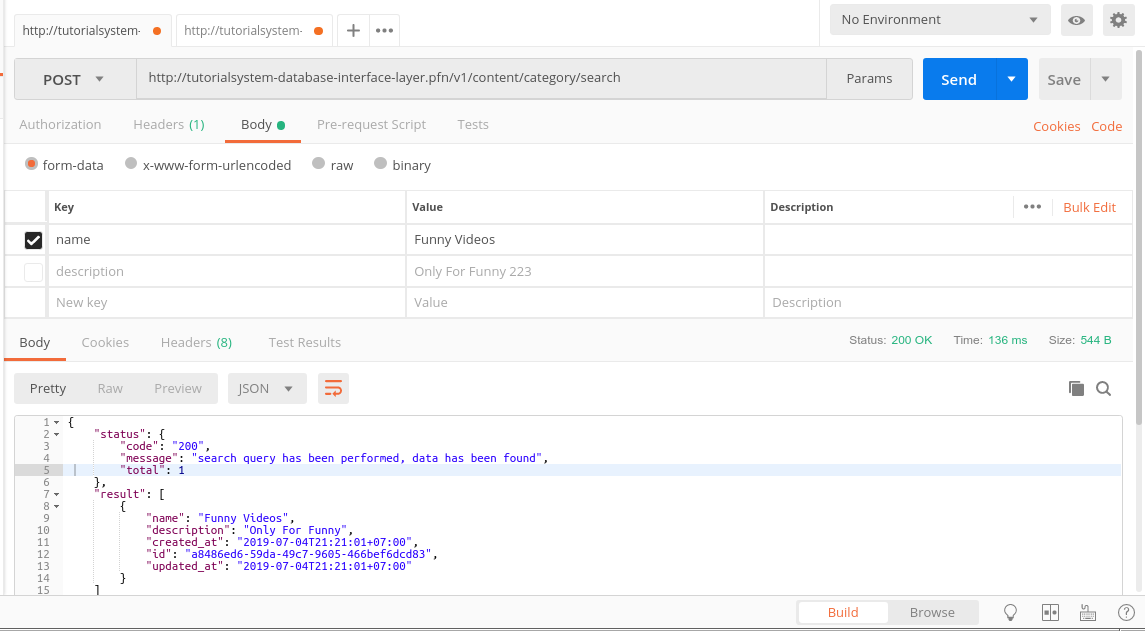 http://tutorialsystem- http://tutorialsystem- No Environment
POST http://tutorialsystem-database-interface-layer.pfn/v1/content/category/search Params Send Save
Authorization Headers (1) Body Pre-request Script Tests Cookies Code
form-data x-www-form-urlencoded raw binary
Key Value Description Bulk Edit
name Funny Videos
description Only For Funny 223
New key Value Description
Body Cookies Headers (8) Test Results Status: 200 OK Time: 136 ms Size: 544 B
Pretty Raw Preview JSON
1 {
2 "status": {
3 "code": "200",
4 "message": "search query has been performed, data has been found",
5 "total": 1
6 },
7 "result": [
8 {
9 "name": "Funny Videos",
10 "description": "Only For Funny",
11 "created_at": "2019-07-04T21:21:01+07:00",
12 "id": "a8486ed6-59da-49c7-9605-466bef6dcd83",
13 "updated_at": "2019-07-04T21:21:01+07:00"
14 }
15 ]
Build Browse